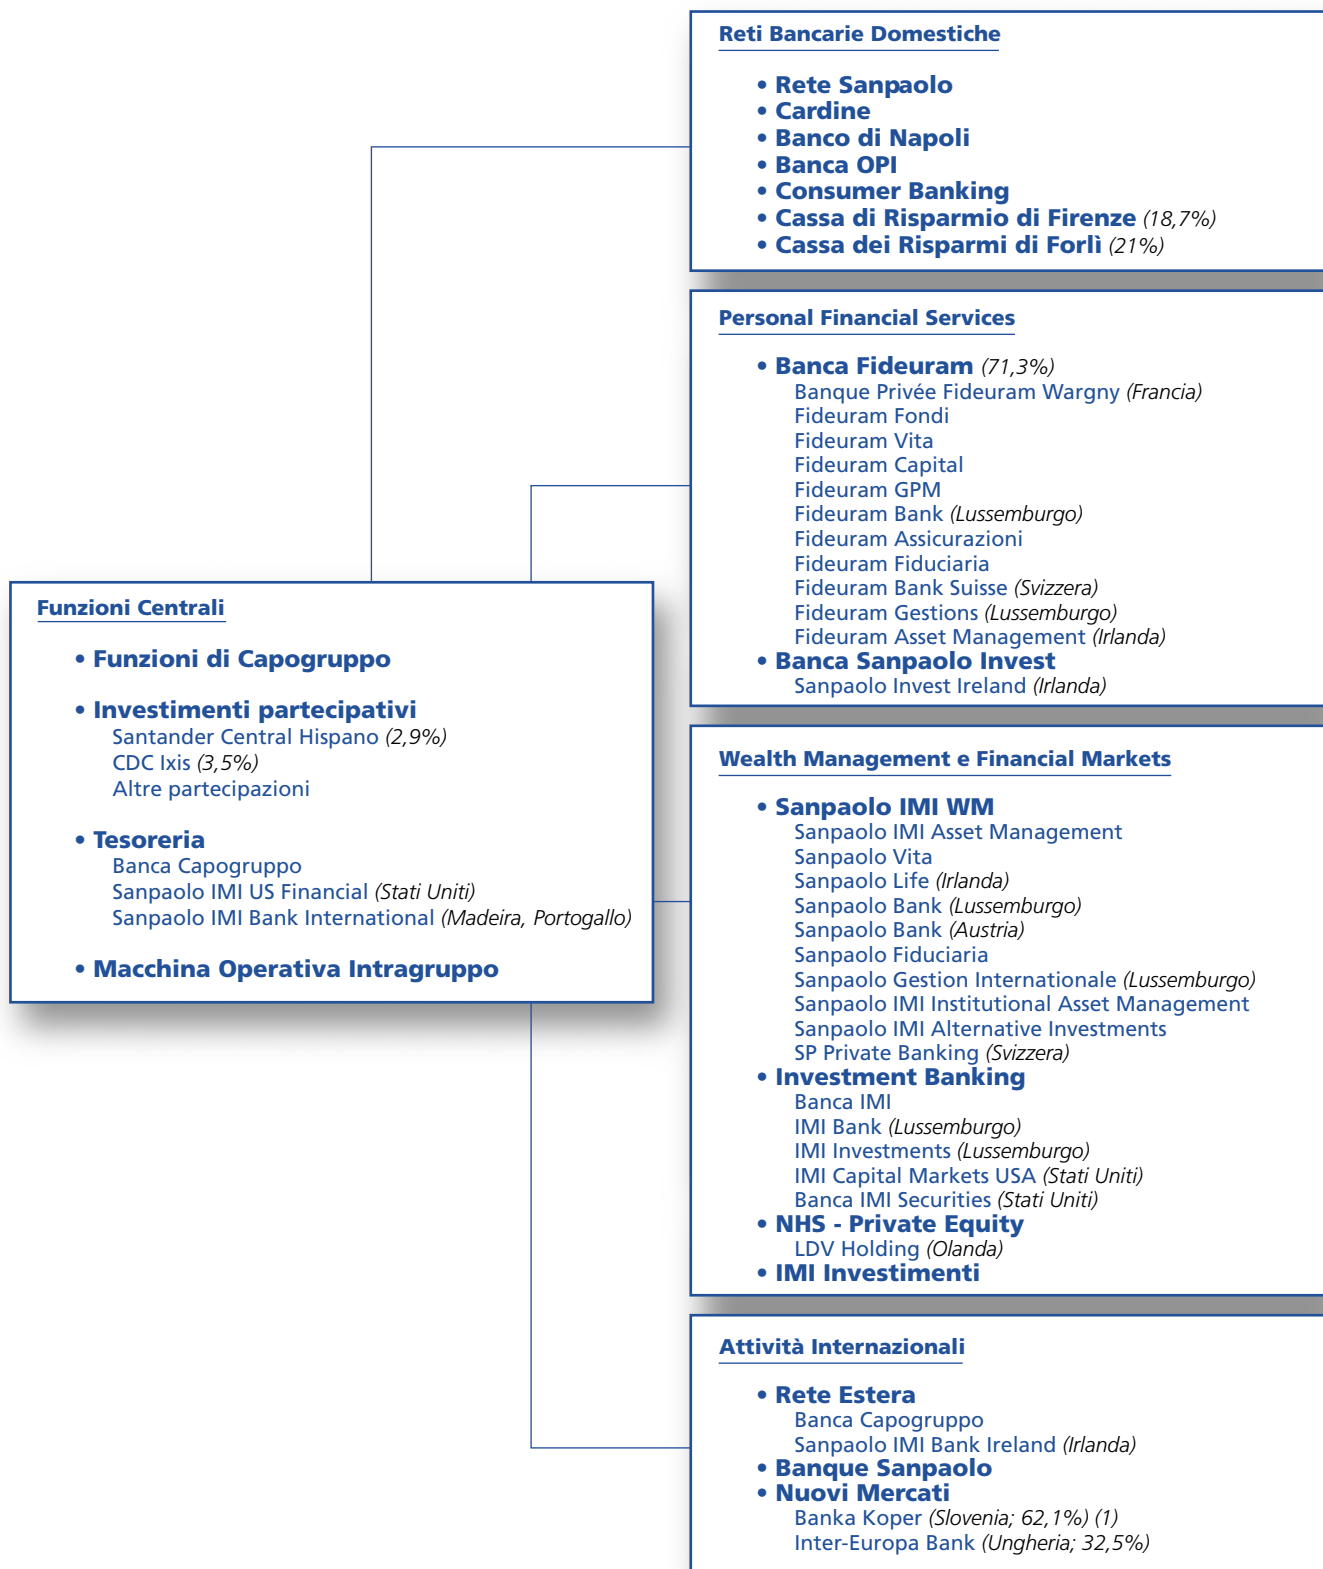 Reti Bancarie Domestiche
• Rete Sanpaolo
• Cardine
• Banco di Napoli
• Banca OPI
• Consumer Banking
• Cassa di Risparmio di Firenze (18,7%)
• Cassa dei Risparmi di Forlì (21%)
Personal Financial Services
• Banca Fideuram (71,3%)
Banque Privée Fideuram Wargny (Francia)
Fideuram Fondi
Fideuram Vita
Fideuram Capital
Fideuram GPM
Fideuram Bank (Lussemburgo)
Fideuram Assicurazioni
Fideuram Fiduciaria
Fideuram Bank Suisse (Svizzera)
Fideuram Gestions (Lussemburgo)
Fideuram Asset Management (Irlanda)
• Banca Sanpaolo Invest
Sanpaolo Invest Ireland (Irlanda)
Funzioni Centrali
• Funzioni di Capogruppo
• Investimenti partecipativi
Santander Central Hispano (2,9%)
CDC Ixis (3,5%)
Altre partecipazioni
• Tesoreria
Banca Capogruppo
Sanpaolo IMI US Financial (Stati Uniti)
Sanpaolo IMI Bank International (Madeira, Portogallo)
• Macchina Operativa Intragruppo
Wealth Management e Financial Markets
• Sanpaolo IMI WM
Sanpaolo IMI Asset Management
Sanpaolo Vita
Sanpaolo Life (Irlanda)
Sanpaolo Bank (Lussemburgo)
Sanpaolo Bank (Austria)
Sanpaolo Fiduciaria
Sanpaolo Gestion Internationale (Lussemburgo)
Sanpaolo IMI Institutional Asset Management
Sanpaolo IMI Alternative Investments
SP Private Banking (Svizzera)
• Investment Banking
Banca IMI
IMI Bank (Lussemburgo)
IMI Investments (Lussemburgo)
IMI Capital Markets USA (Stati Uniti)
Banca IMI Securities (Stati Uniti)
• NHS - Private Equity
LDV Holding (Olanda)
• IMI Investimenti
Attività Internazionali
• Rete Estera
Banca Capogruppo
Sanpaolo IMI Bank Ireland (Irlanda)
• Banque Sanpaolo
• Nuovi Mercati
Banka Koper (Slovenia; 62,1%) (1)
Inter-Europa Bank (Ungheria; 32,5%)